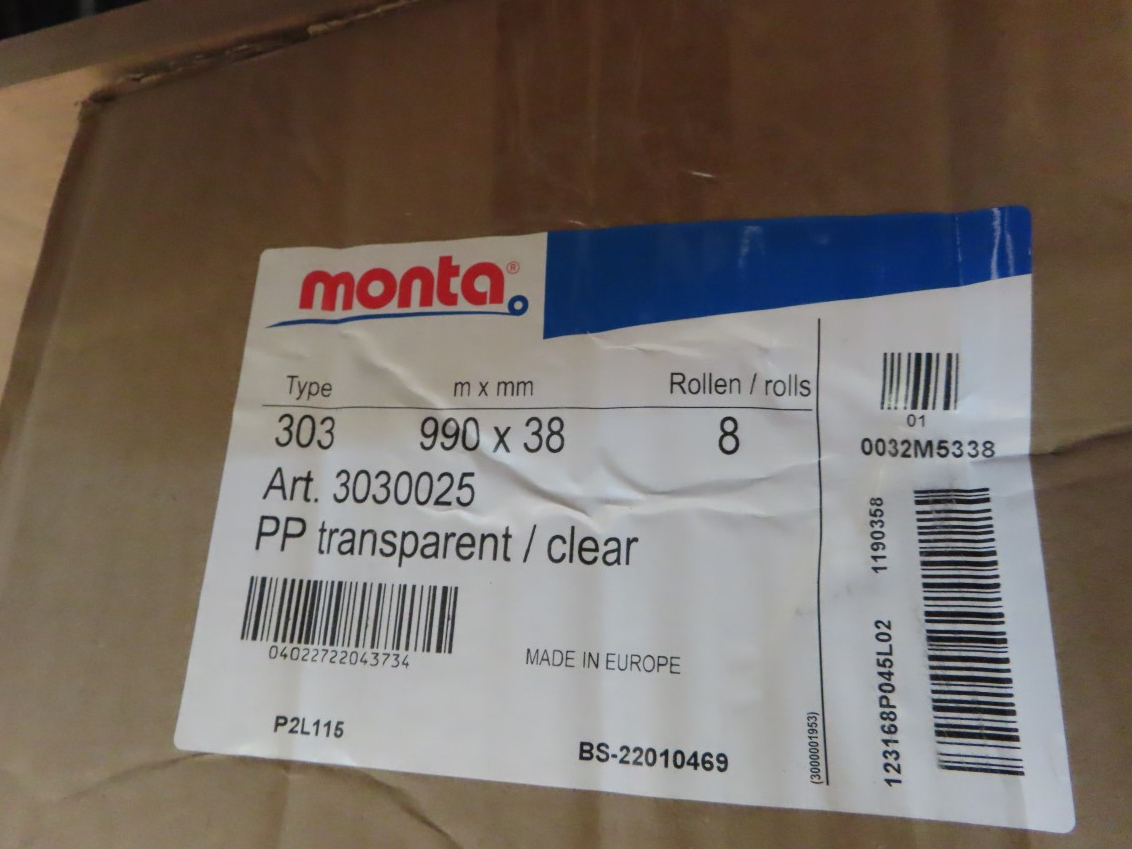 monta®
Type m x mm Rollen / rolls
303 990 x 38 8
Art. 3030025
PP transparent / clear
04022722043734
MADE IN EUROPE
P2L115
BS-22010469
(3000001953)
01
0032M5338
1190358
123168P045L02